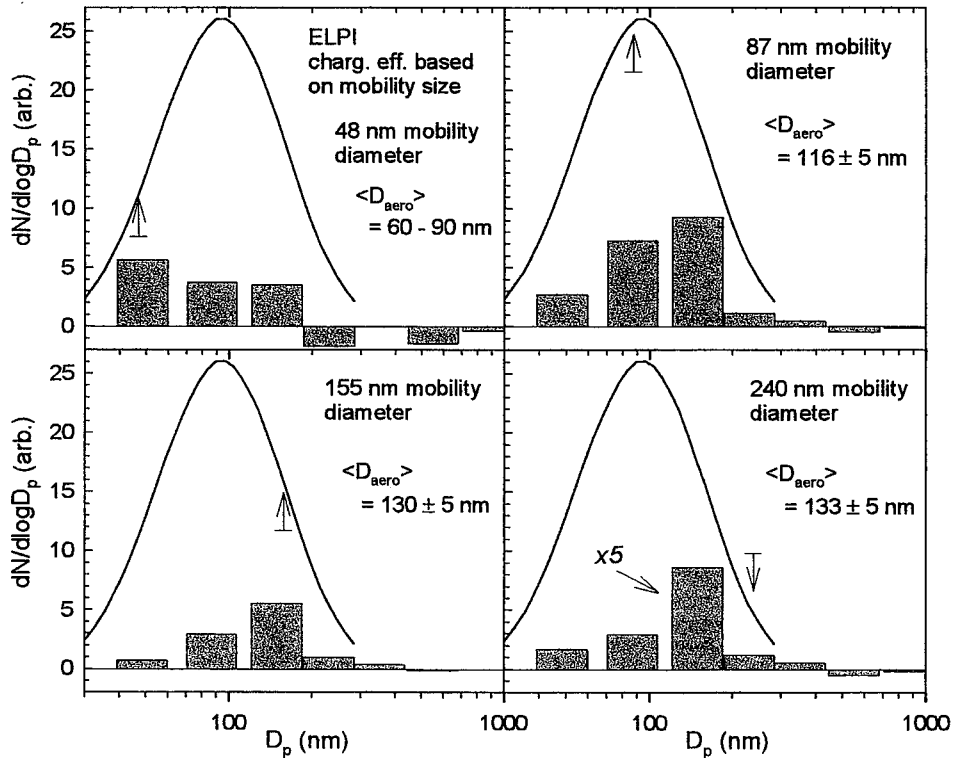 25
20
15
10
5
0
dN/dlogD_p (arb.)
ELPI
charg. eff. based
on mobility size
48 nm mobility
diameter
<D_aero>
= 60 - 90 nm
87 nm mobility
diameter
<D_aero>
= 116 ± 5 nm
25
20
15
10
5
0
dN/dlogD_p (arb.)
155 nm mobility
diameter
<D_aero>
= 130 ± 5 nm
240 nm mobility
diameter
<D_aero>
= 133 ± 5 nm
x5
100
1000
100
1000
D_p (nm)
D_p (nm)